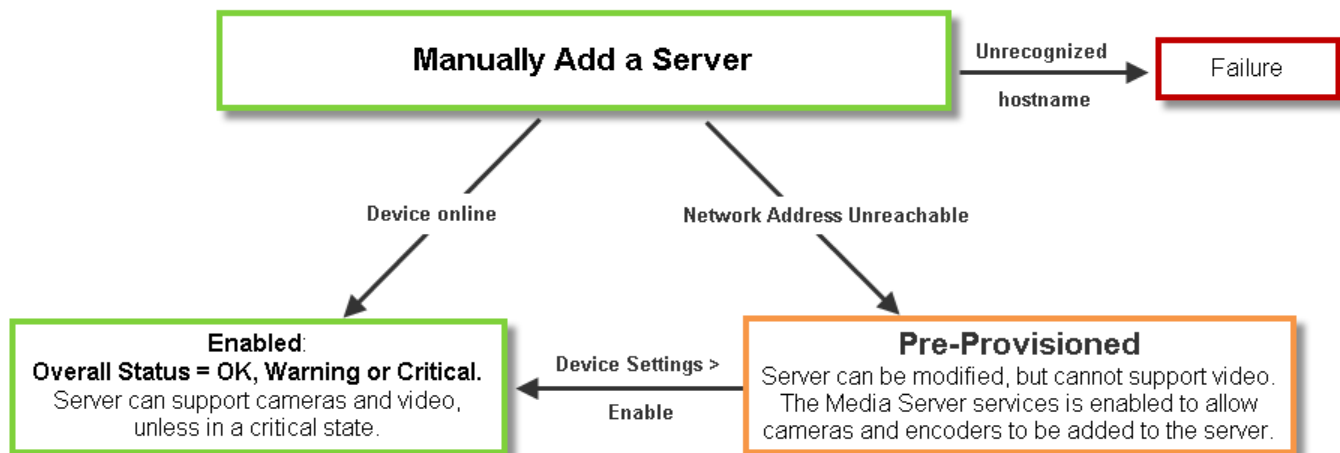 Manually Add a Server
Unrecognized
hostname
Failure
Device online
Network Address Unreachable
Enabled:
Overall Status = OK, Warning or Critical.
Server can support cameras and video,
unless in a critical state.
Device Settings >
Enable
Pre-Provisioned
Server can be modified, but cannot support video.
The Media Server services is enabled to allow
cameras and encoders to be added to the server.